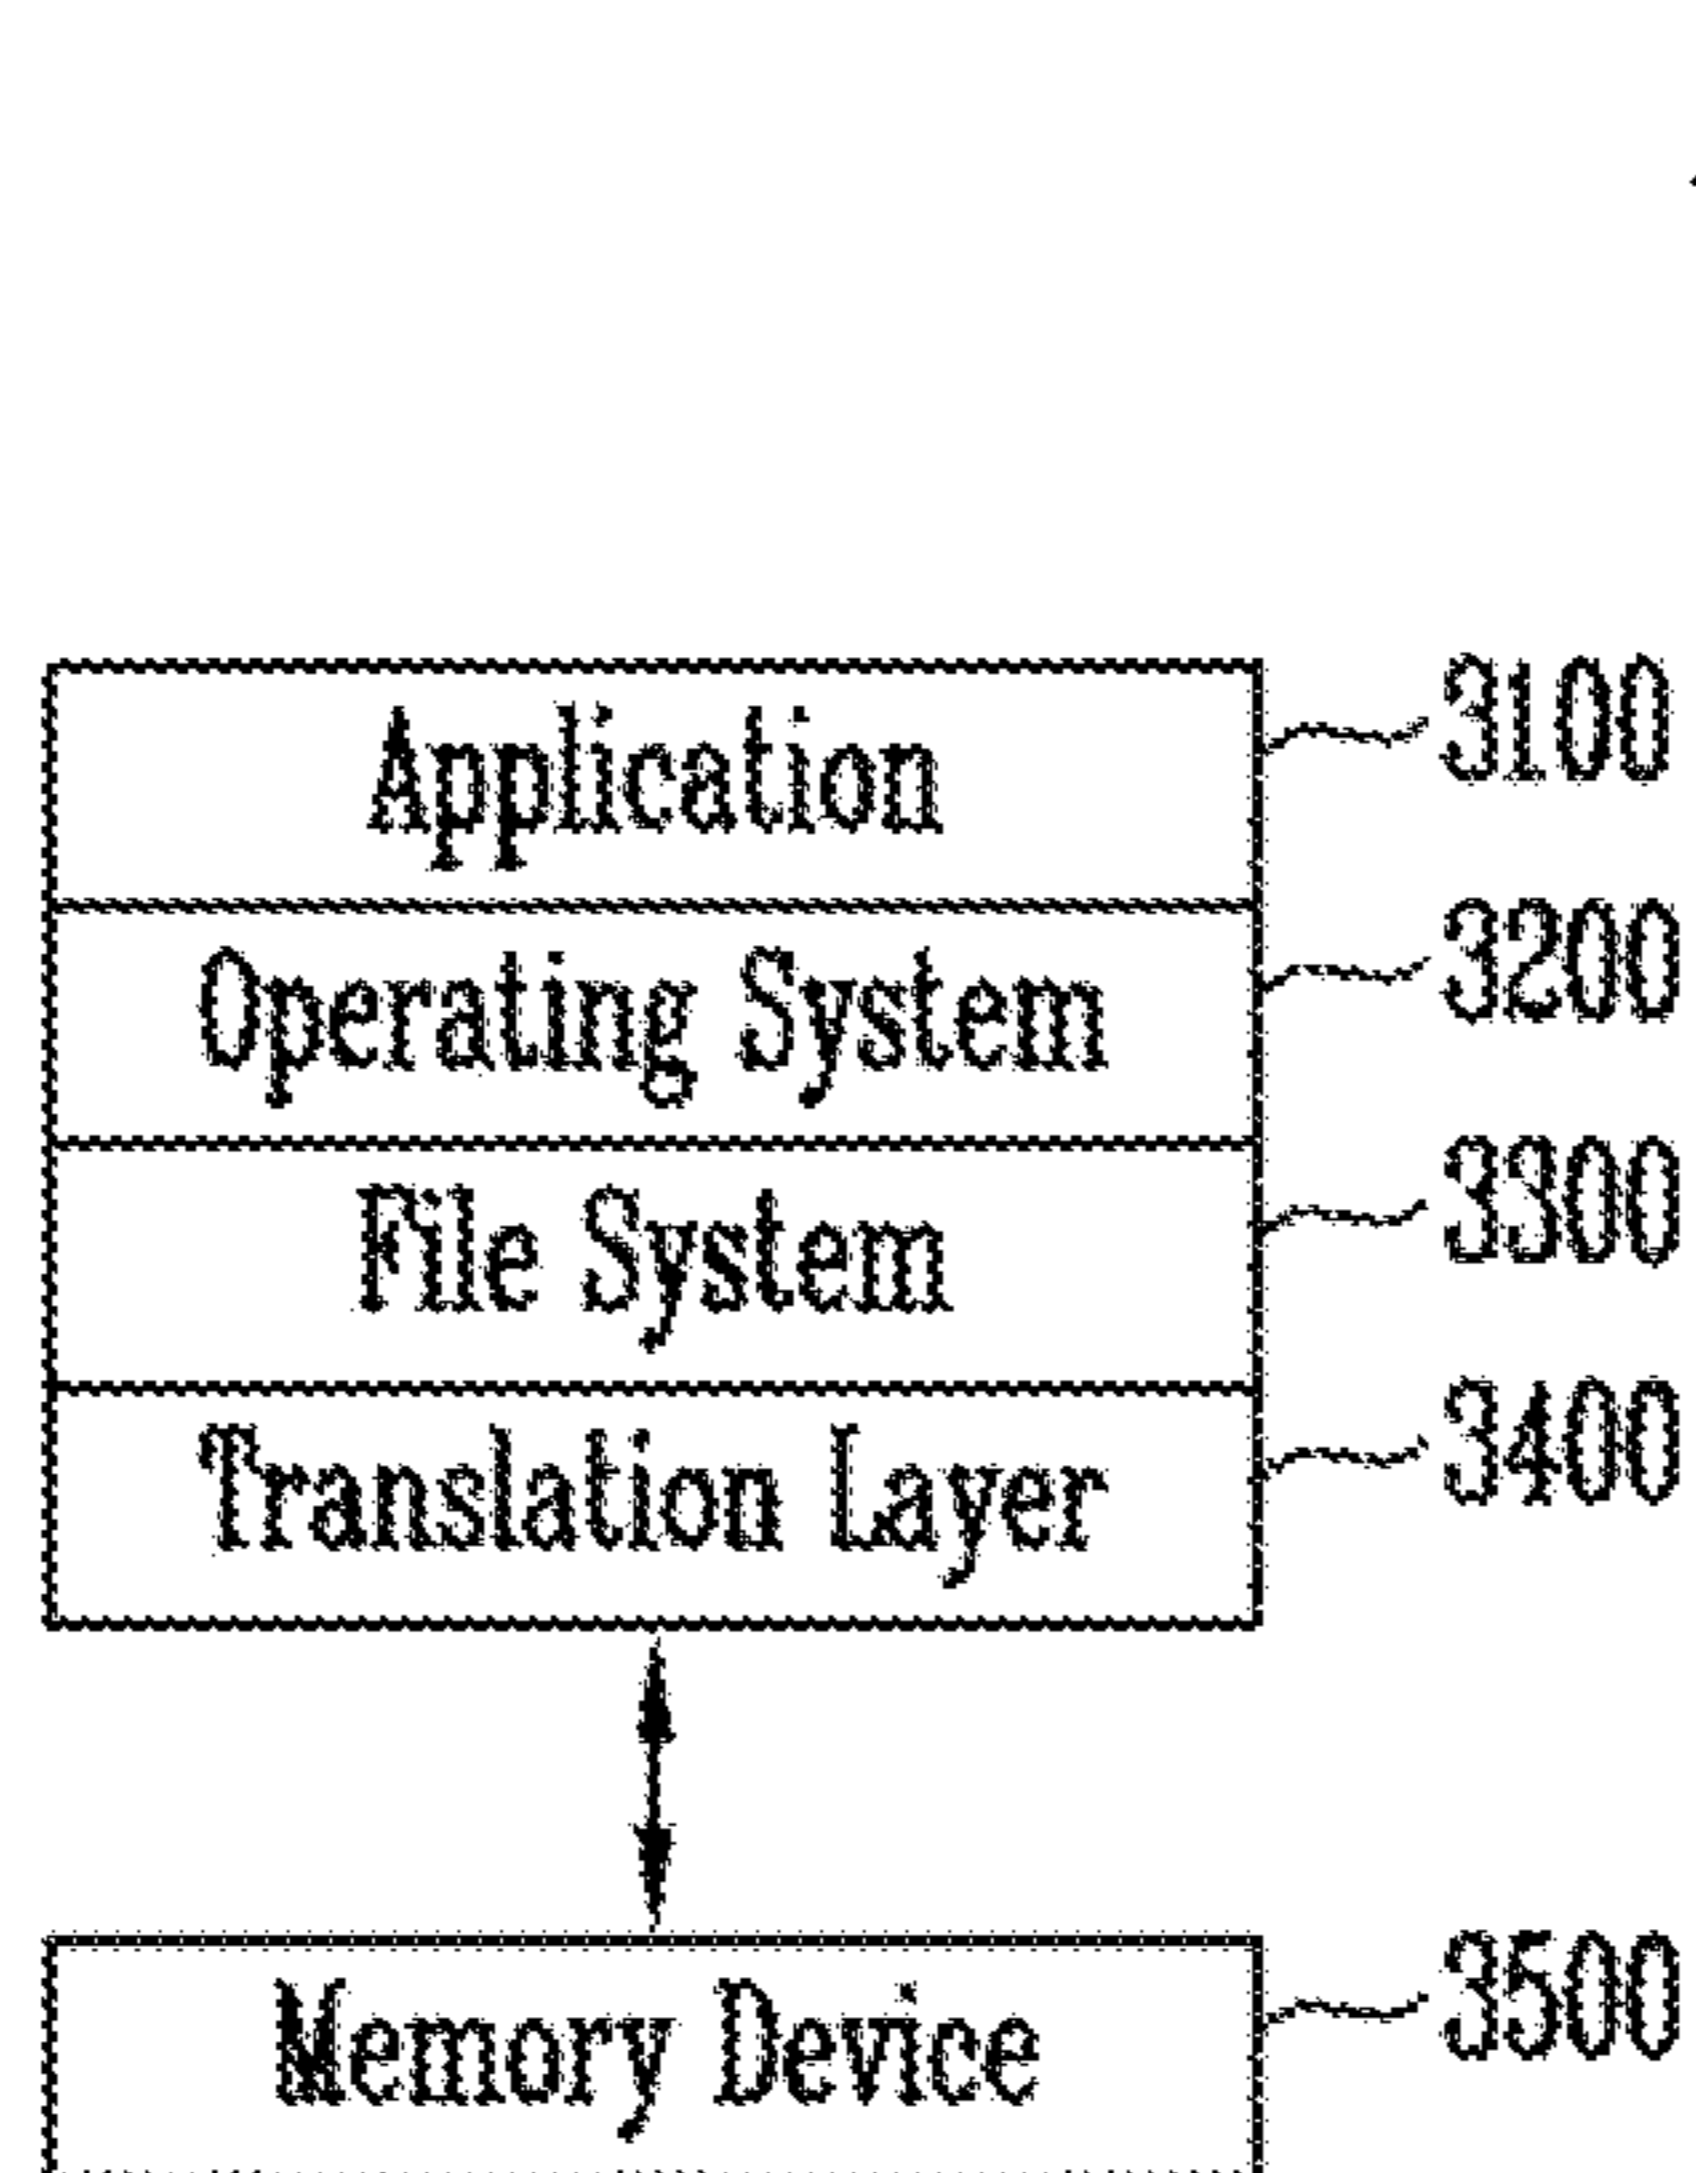 Application 3100
Operating System 3200
File System 3300
Translation Layer 3400
Memory Device 3500